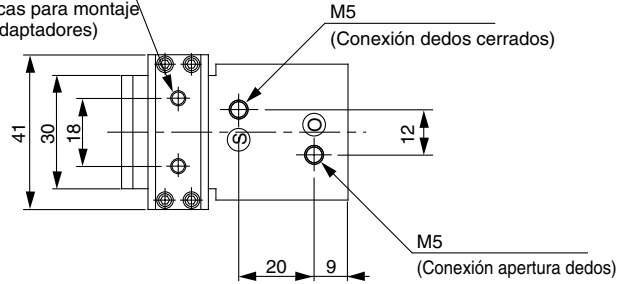 cas para montaje
daptadores)
M5
(Conexión dedos cerrados)
41
30
18
S
O
12
20
9
M5
(Conexión apertura dedos)